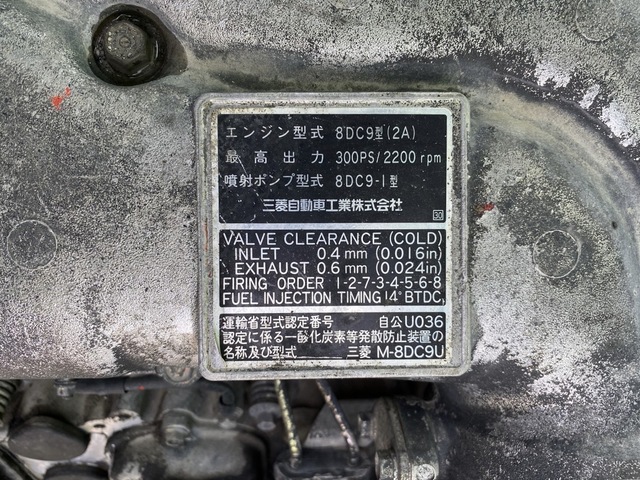 エンジン型式 8DC9型(2A)
最高出力 300PS/2200rpm
噴射ポンプ型式 8DC9-1型
三菱自動車工業株式会社
30
VALVE CLEARANCE (COLD)
INLET 0.4mm (0.016in)
EXHAUST 0.6mm (0.024in)
FIRING ORDER 1-2-7-3-4-5-6-8
FUEL INJECTION TIMING 14°BTDC
運輸省型式認定番号 自公U036
認定に係る一酸化炭素等発散防止装置の
名称及び型式 三菱 M-8DC9U